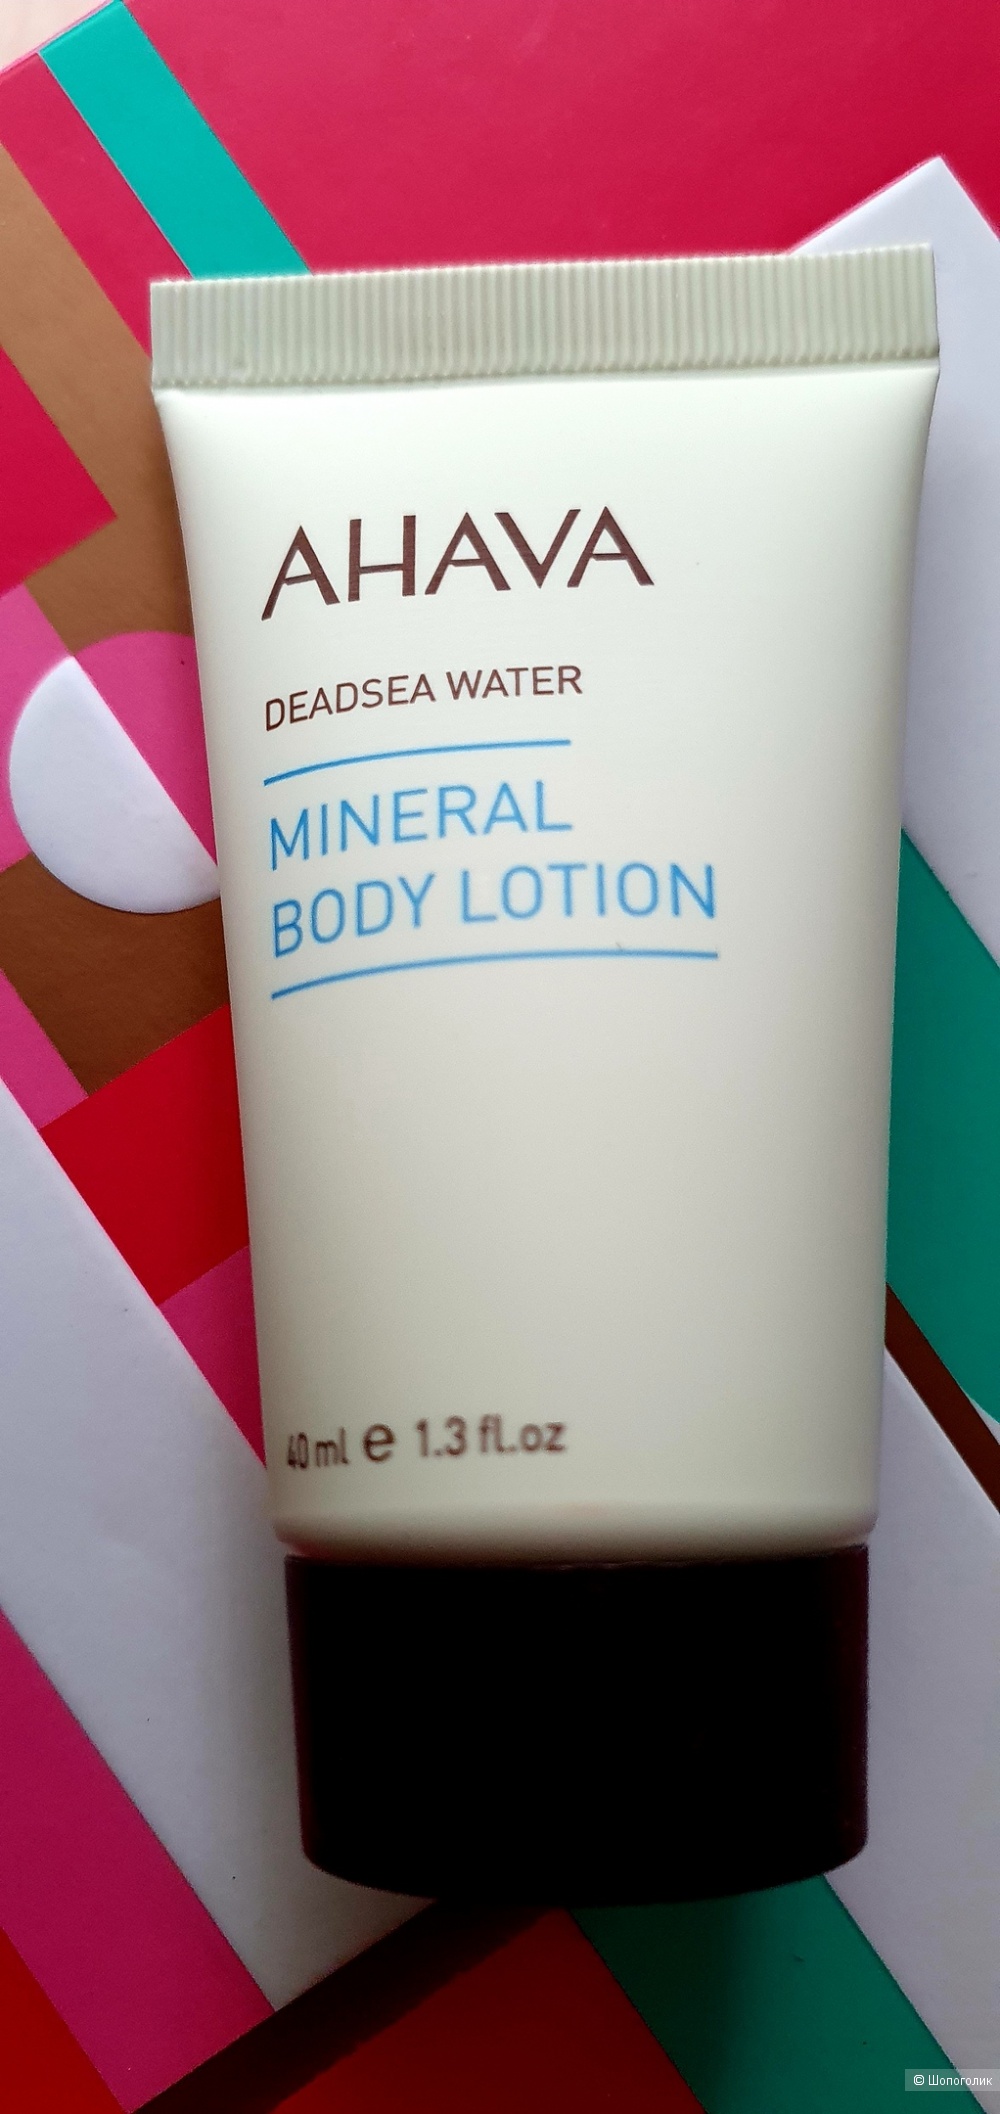 AHAVA
DEADSEA WATER
MINERAL
BODY LOTION
40 ml e 1.3 fl.oz
© Шопоголик